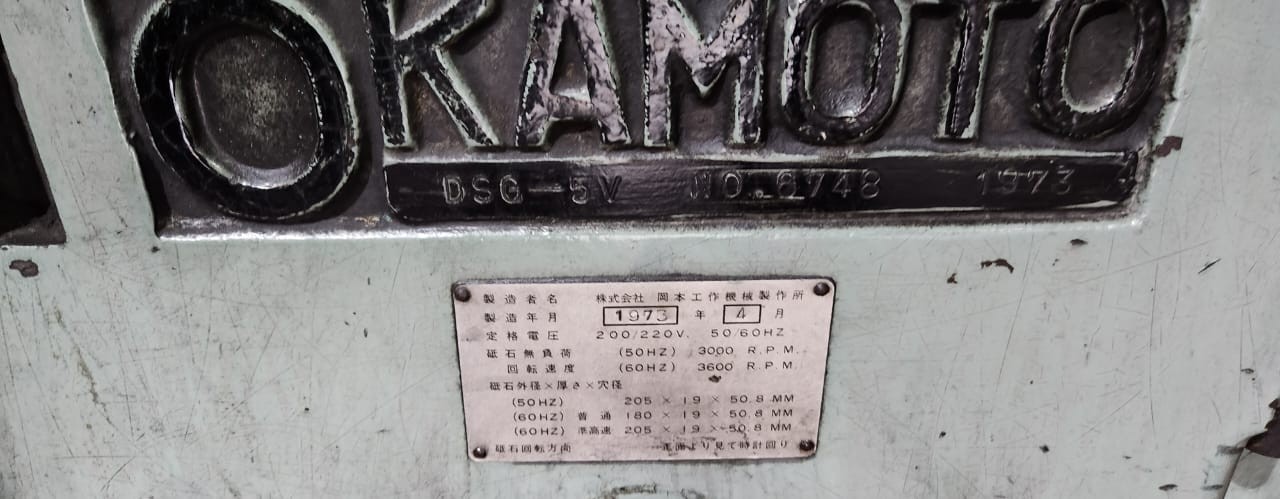 OKAMOTO
DSG-5V NO.6748 1973
製造者名 株式会社 岡本工作機械製作所
製造年月 1973 年 4 月
定格電圧 200/220V. 50/60HZ
砥石無負荷 (50HZ) 3000 R.P.M.
回転速度 (60HZ) 3600 R.P.M.
砥石外径×厚さ×穴径
(50HZ) 205 × 19 × 50.8 MM
(60HZ) 普通 180 × 19 × 50.8 MM
(60HZ) 準高速 205 × 19 × 50.8 MM
砥石回転方向 正面より見て時計回り